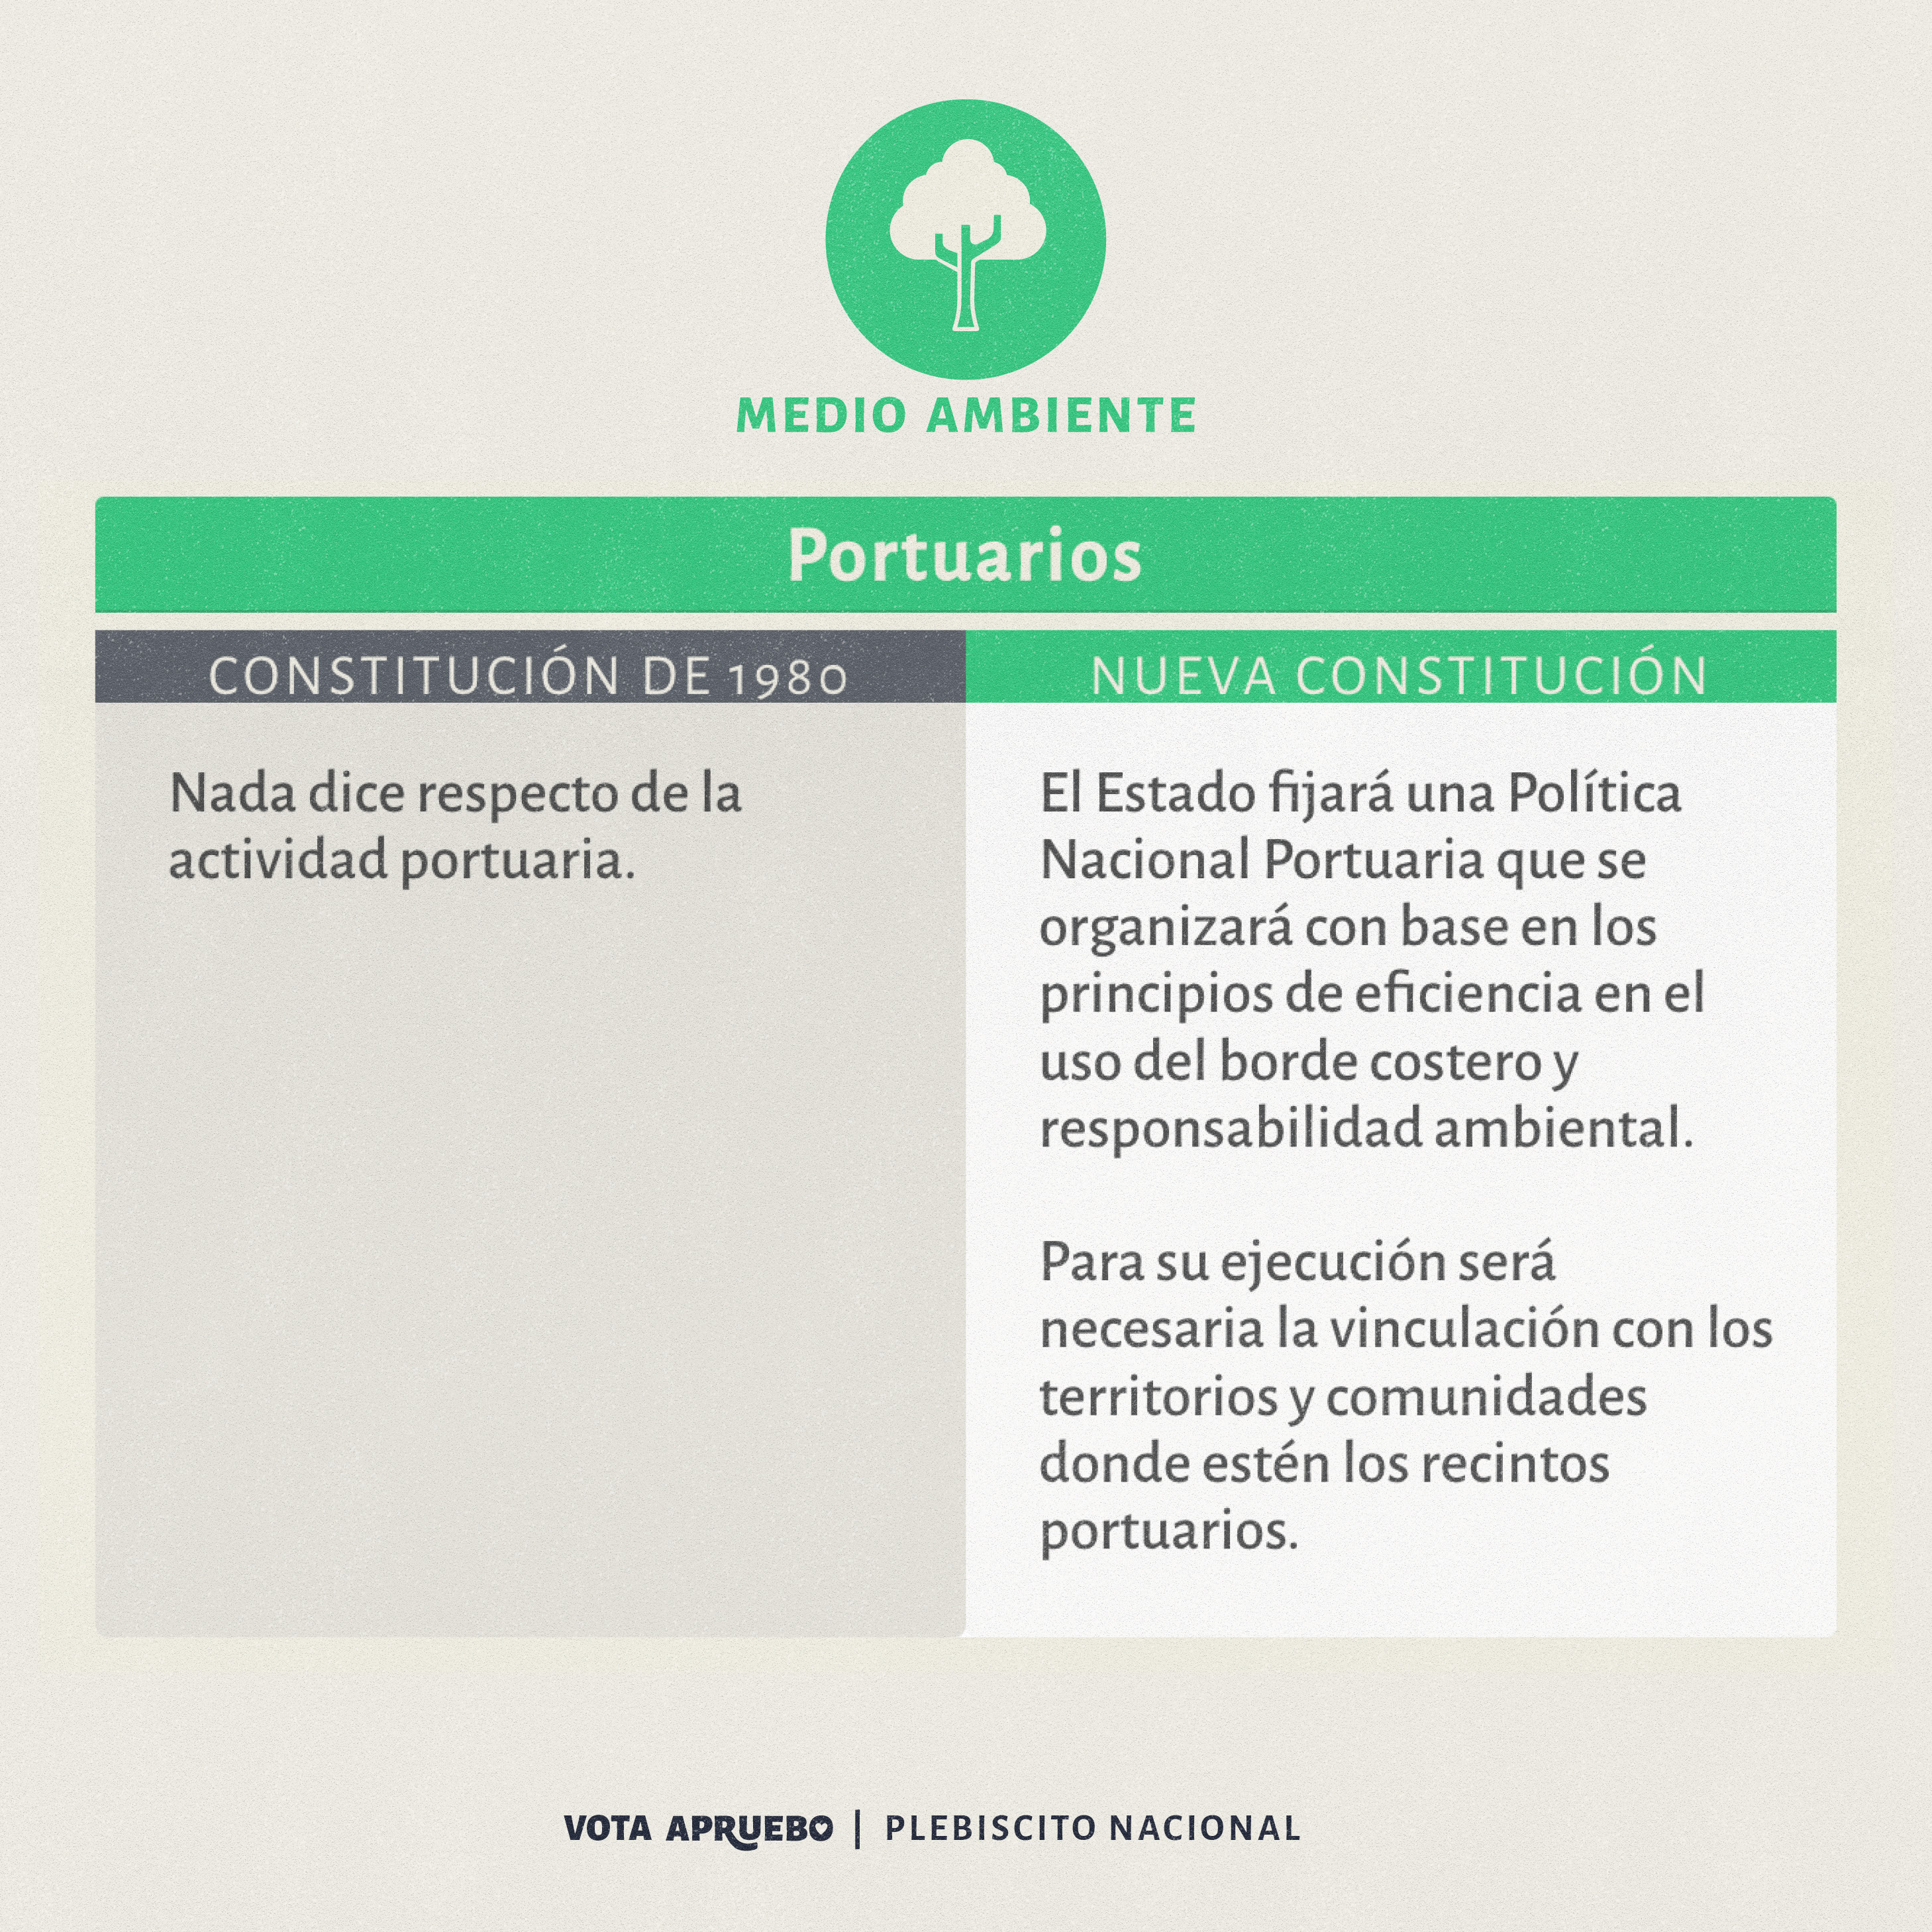 MEDIO AMBIENTE
Portuarios
CONSTITUCIÓN DE 1980
Nada dice respecto de la
actividad portuaria.
NUEVA CONSTITUCIÓN
El Estado fijará una Política
Nacional Portuaria que se
organizará con base en los
principios de eficiencia en el
uso del borde costero y
responsabilidad ambiental.
Para su ejecución será
necesaria la vinculación con los
territorios y comunidades
donde estén los recintos
portuarios.
VOTA APRUEBO | PLEBISCITO NACIONAL